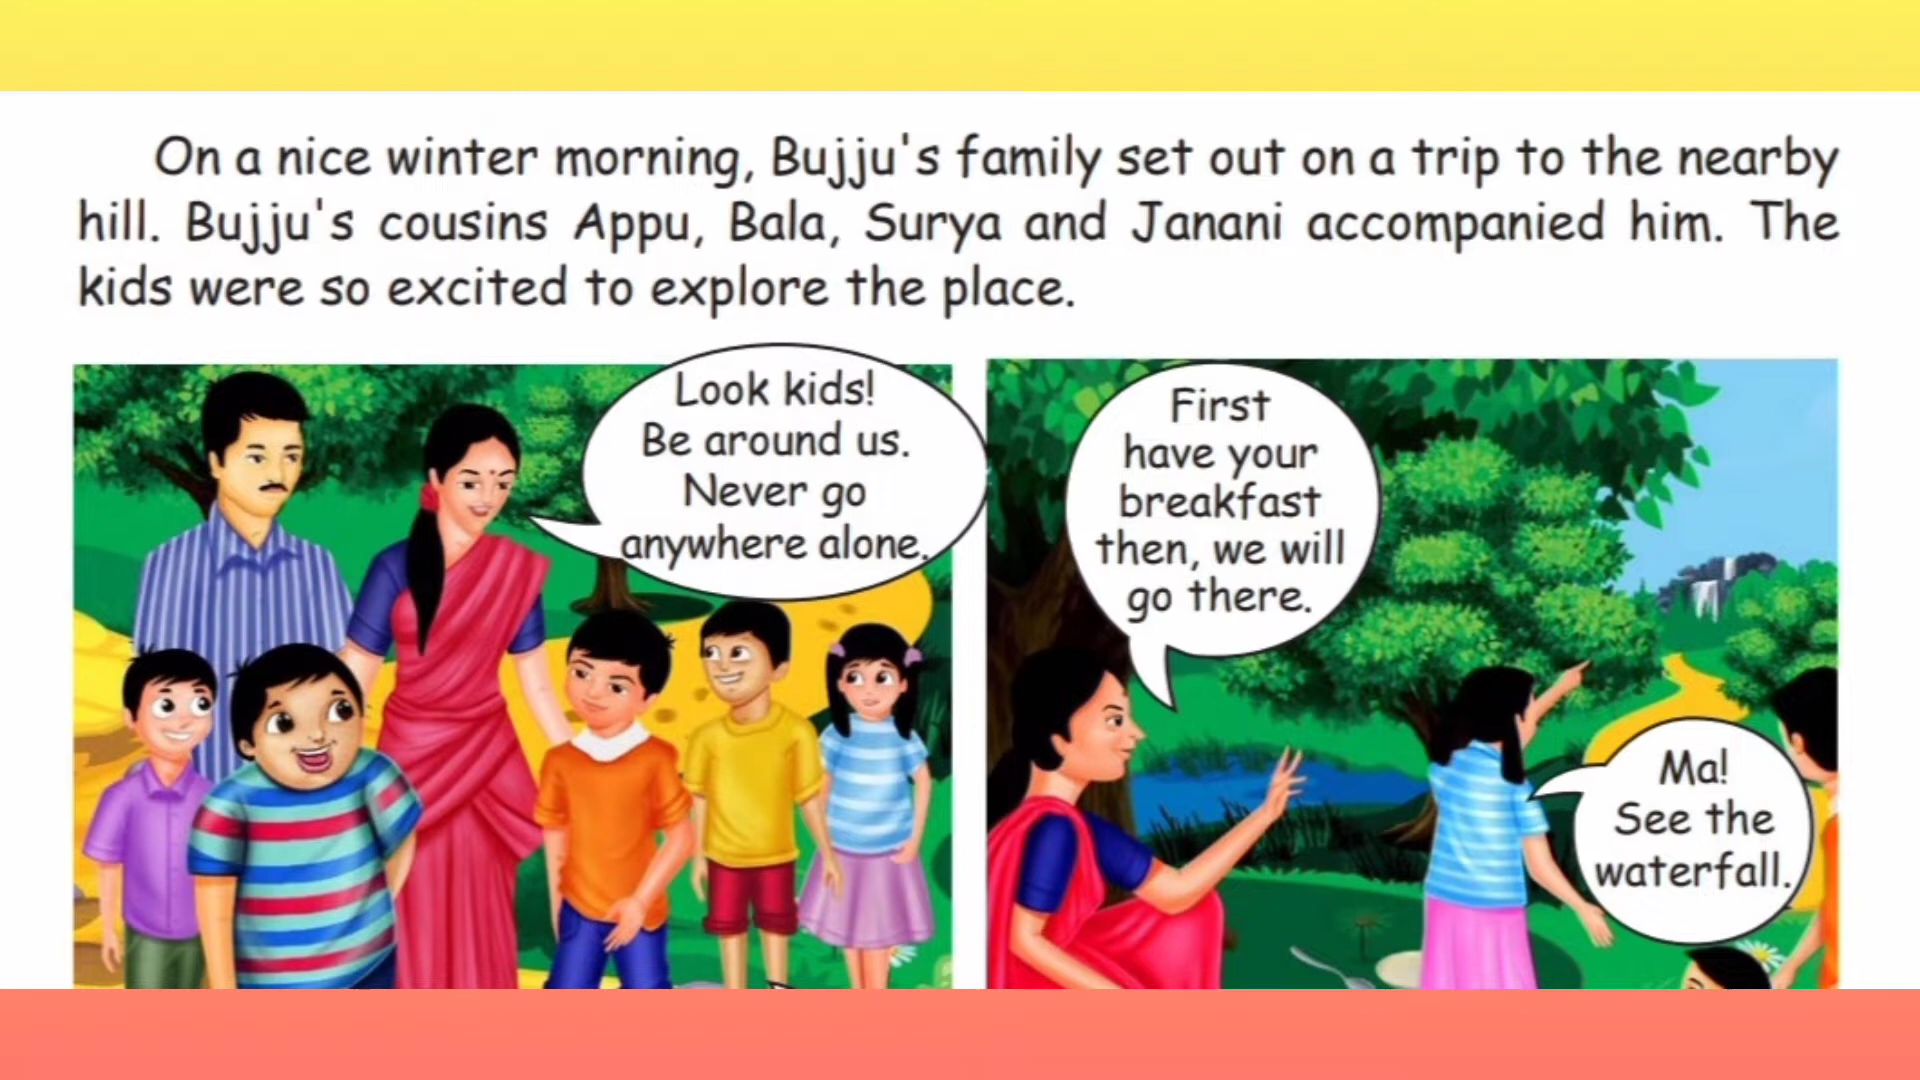 On a nice winter morning, Bujju's family set out on a trip to the nearby
hill. Bujju's cousins Appu, Bala, Surya and Janani accompanied him. The
kids were so excited to explore the place.
Look kids!
Be around us.
Never go
anywhere alone.
First
have your
breakfast
then, we will
go there.
Ma!
See the
waterfall.